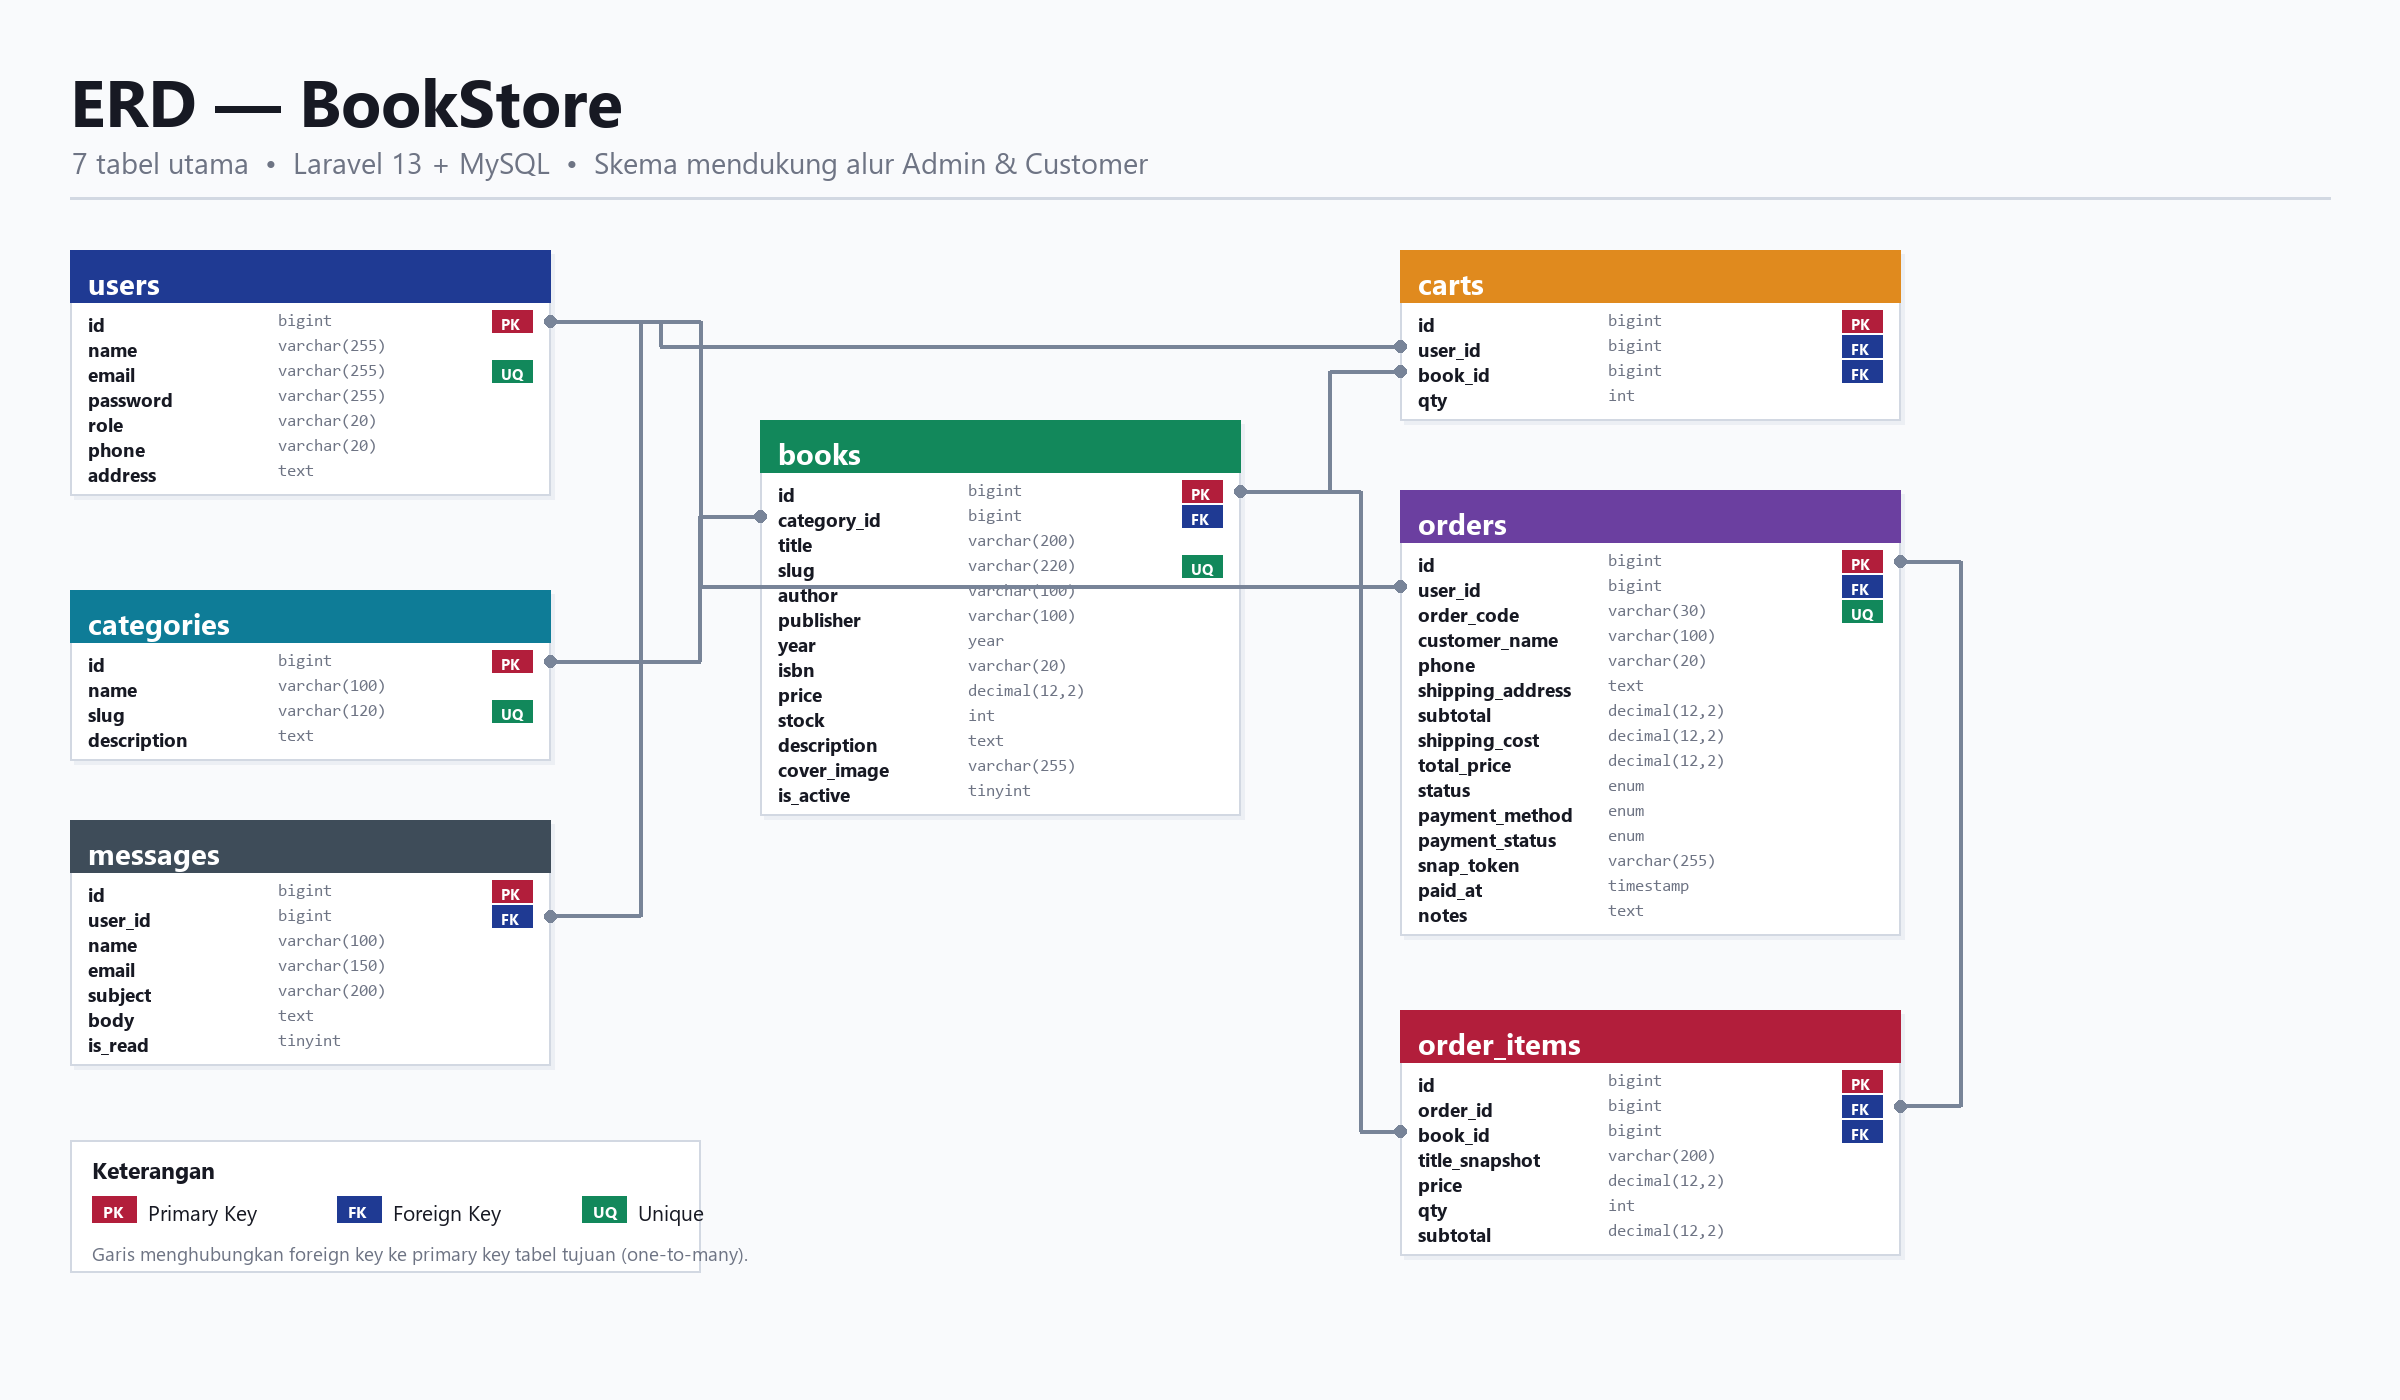 ERD — BookStore
7 tabel utama • Laravel 13 + MySQL • Skema mendukung alur Admin & Customer
users
id bigint PK
name varchar(255)
email varchar(255) UQ
password varchar(255)
role varchar(20)
phone varchar(20)
address text
categories
id bigint PK
name varchar(100)
slug varchar(120) UQ
description text
messages
id bigint PK
user_id bigint FK
name varchar(100)
email varchar(150)
subject varchar(200)
body text
is_read tinyint
books
id bigint PK
category_id bigint FK
title varchar(200)
slug varchar(220) UQ
author varchar(100)
publisher varchar(100)
year year
isbn varchar(20)
price decimal(12,2)
stock int
description text
cover_image varchar(255)
is_active tinyint
carts
id bigint PK
user_id bigint FK
book_id bigint FK
qty int
orders
id bigint PK
user_id bigint FK
order_code varchar(30) UQ
customer_name varchar(100)
phone varchar(20)
shipping_address text
subtotal decimal(12,2)
shipping_cost decimal(12,2)
total_price decimal(12,2)
status enum
payment_method enum
payment_status enum
snap_token varchar(255)
paid_at timestamp
notes text
order_items
id bigint PK
order_id bigint FK
book_id bigint FK
title_snapshot varchar(200)
price decimal(12,2)
qty int
subtotal decimal(12,2)
Keterangan
PK Primary Key FK Foreign Key UQ Unique
Garis menghubungkan foreign key ke primary key tabel tujuan (one-to-many).